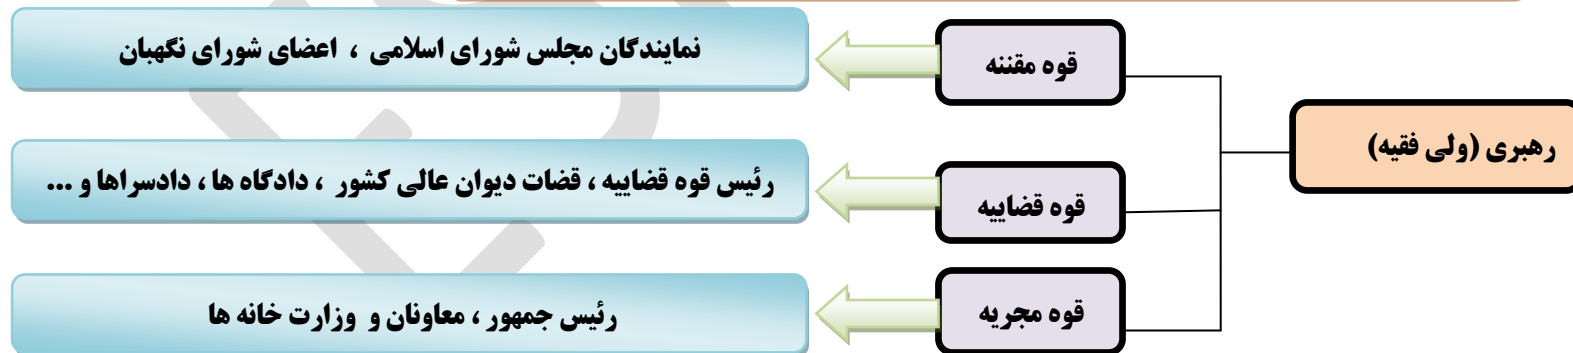 رهبری (ولی فقیه)
قوه مقننه
نمایندگان مجلس شورای اسلامی ، اعضای شورای نگهبان
قوه قضاییه
رئیس قوه قضاییه ، قضات دیوان عالی کشور ، دادگاه ها ، دادسراها و ...
قوه مجریه
رئیس جمهور ، معاونان و وزارت خانه ها